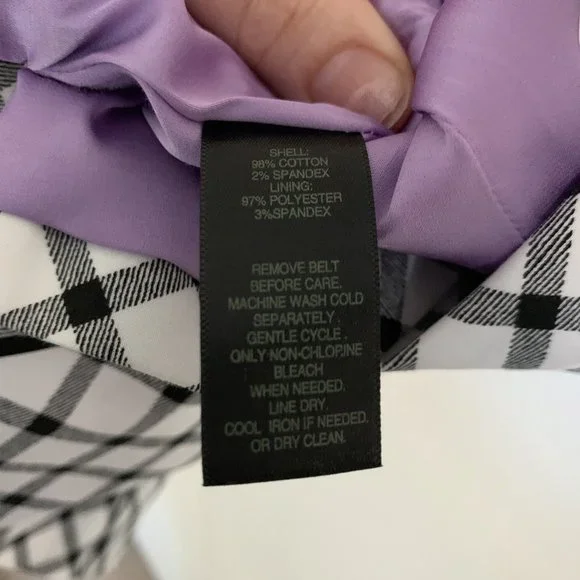 SHELL:
98% COTTON
2% SPANDEX
LINING:
97% POLYESTER
3%SPANDEX
REMOVE BELT
BEFORE CARE.
MACHINE WASH COLD
SEPARATELY.
GENTLE CYCLE .
ONLY NON-CHLORINE
BLEACH
WHEN NEEDED.
LINE DRY.
COOL IRON IF NEEDED.
OR DRY CLEAN.